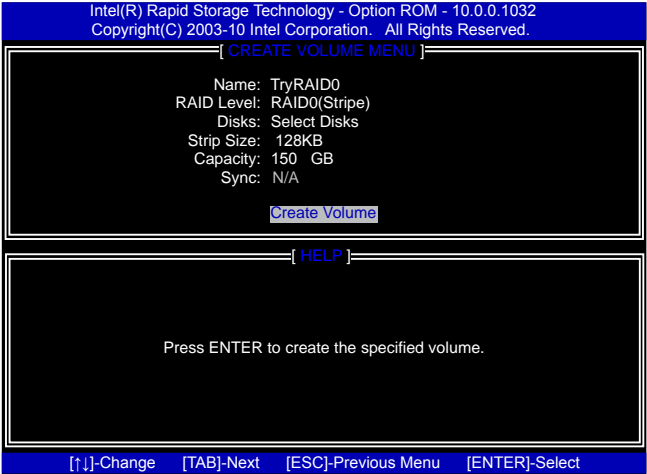 Intel(R) Rapid Storage Technology - Option ROM - 10.0.0.1032
Copyright(C) 2003-10 Intel Corporation. All Rights Reserved.
[ CREATE VOLUME MENU ]
Name: TryRAID0
RAID Level: RAID0(Stripe)
Disks: Select Disks
Strip Size: 128KB
Capacity: 150 GB
Sync: N/A
Create Volume
[ HELP ]
Press ENTER to create the specified volume.
[↑↓]-Change [TAB]-Next [ESC]-Previous Menu [ENTER]-Select